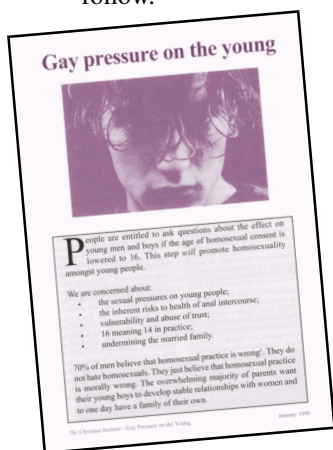 follow.
Gay pressure on the young
People are entitled to ask questions about the effect on
young men and boys if the age of homosexual consent is
lowered to 16. This step will promote homosexuality
amongst young people.
We are concerned about:
• the sexual pressures on young people;
• the inherent risks to health of anal intercourse;
• vulnerability and abuse of trust;
• 16 meaning 14 in practice;
• undermining the married family.
70% of men believe that homosexual practice is wrong¹. They do
not hate homosexuals. They just believe that homosexual practice
is morally wrong. The overwhelming majority of parents want
their young boys to develop stable relationships with women and
to one day have a family of their own.
The Christian Institute - Gay Pressure on the Young
January 1999